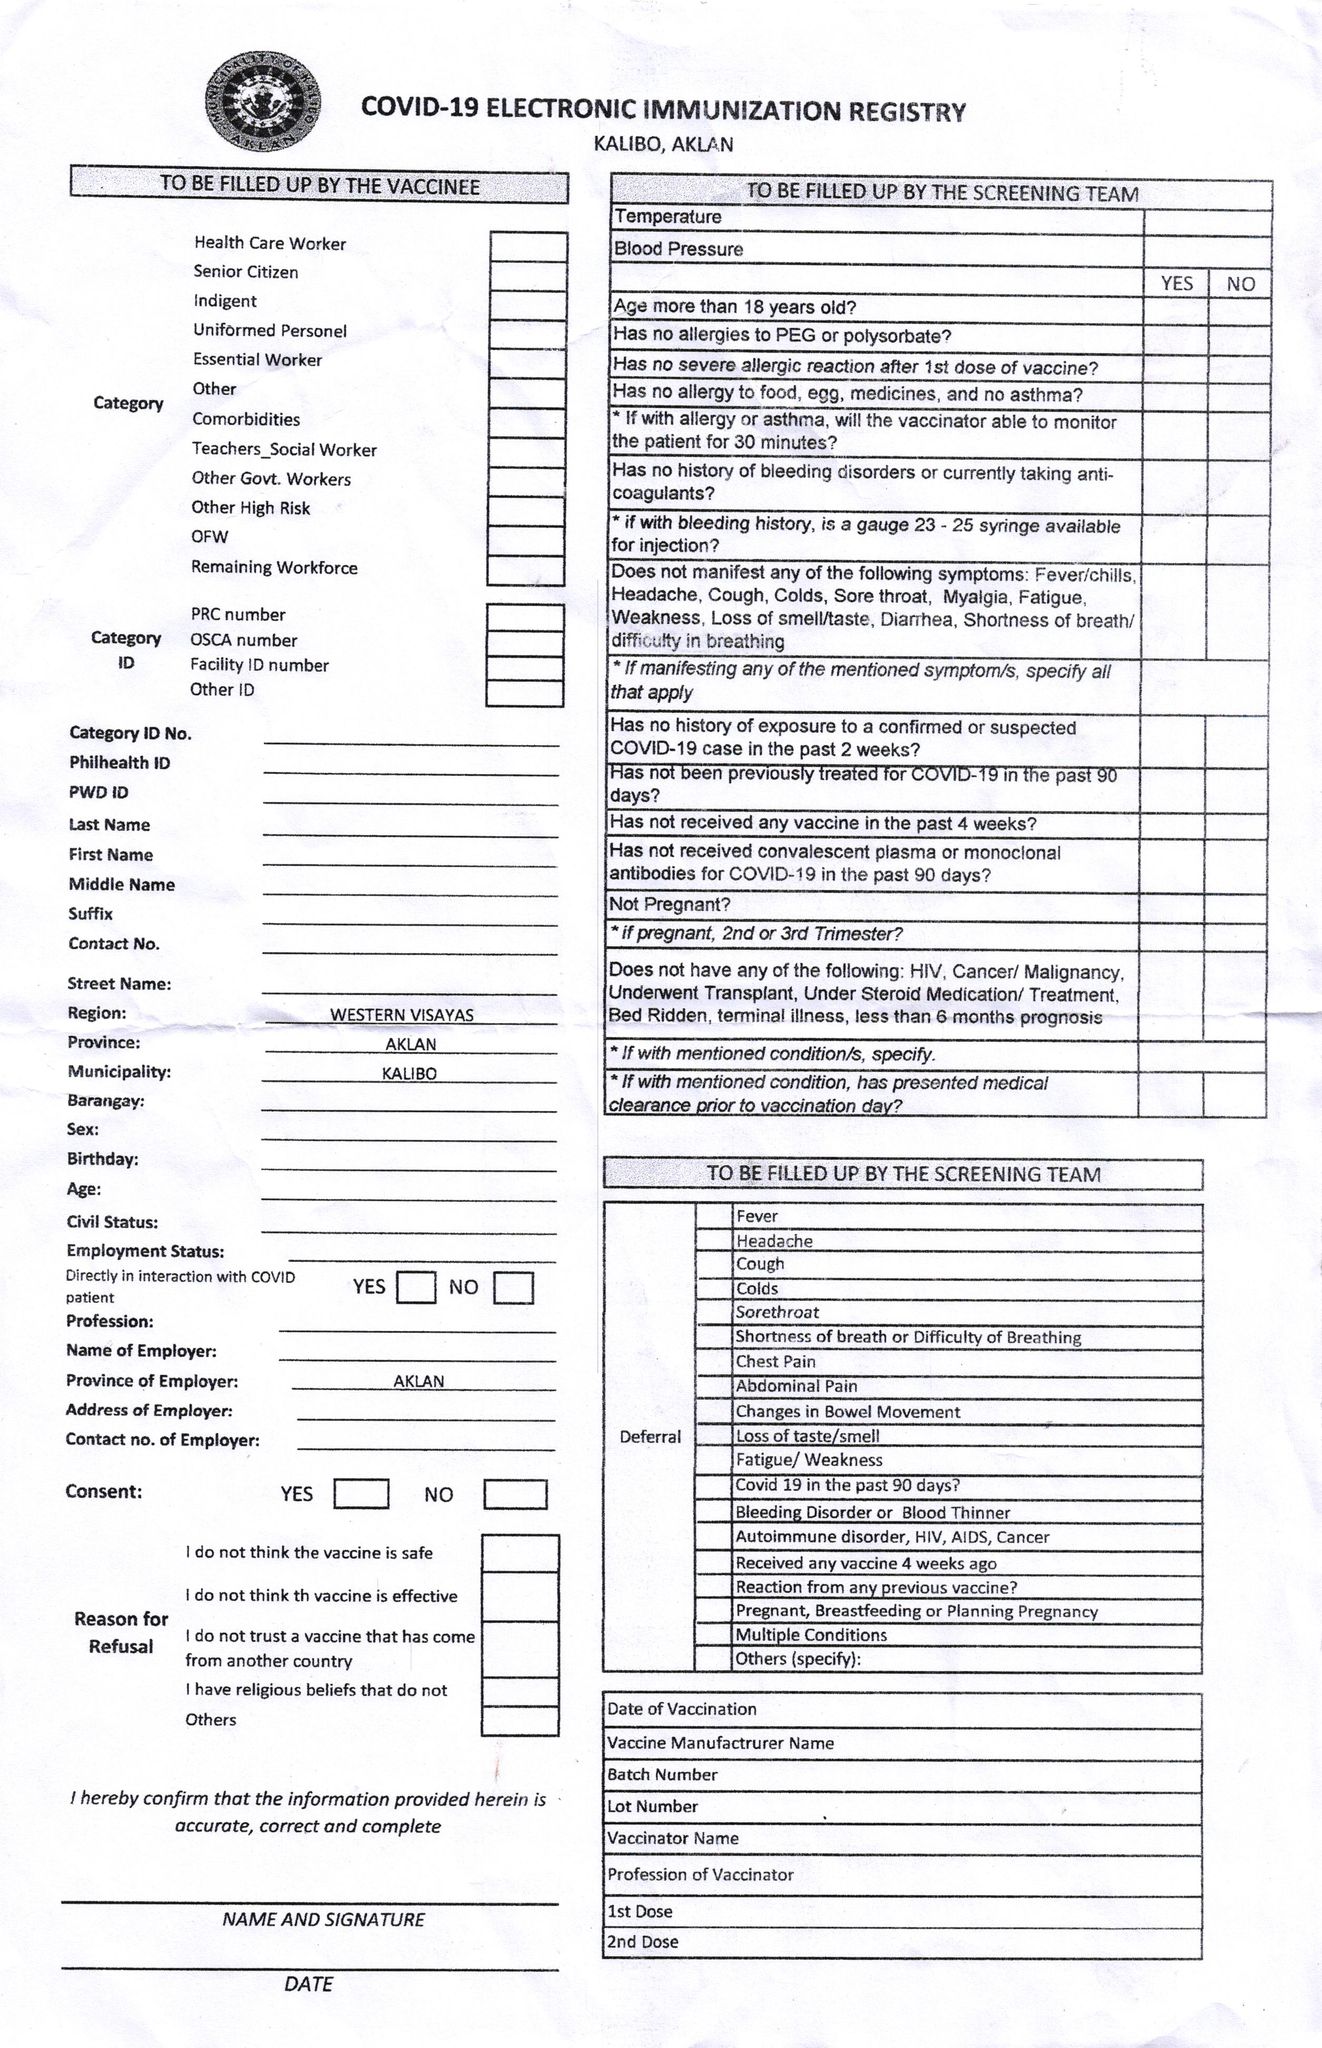 MUNICIPALITY OF KALIBO
AKLAN
COVID-19 ELECTRONIC IMMUNIZATION REGISTRY
KALIBO, AKLAN
TO BE FILLED UP BY THE VACCINEE
Category
Health Care Worker
Senior Citizen
Indigent
Uniformed Personel
Essential Worker
Other
Comorbidities
Teachers_Social Worker
Other Govt. Workers
Other High Risk
OFW
Remaining Workforce
Category
ID
PRC number
OSCA number
Facility ID number
Other ID
Category ID No.
Philhealth ID
PWD ID
Last Name
First Name
Middle Name
Suffix
Contact No.
Street Name:
Region: WESTERN VISAYAS
Province: AKLAN
Municipality: KALIBO
Barangay:
Sex:
Birthday:
Age:
Civil Status:
Employment Status:
Directly in interaction with COVID
patient YES NO
Profession:
Name of Employer:
Province of Employer: AKLAN
Address of Employer:
Contact no. of Employer:
Consent: YES NO
Reason for
Refusal
I do not think the vaccine is safe
I do not think th vaccine is effective
I do not trust a vaccine that has come
from another country
I have religious beliefs that do not
Others
I hereby confirm that the information provided herein is
accurate, correct and complete
NAME AND SIGNATURE
DATE
TO BE FILLED UP BY THE SCREENING TEAM
Temperature
Blood Pressure
YES NO
Age more than 18 years old?
Has no allergies to PEG or polysorbate?
Has no severe allergic reaction after 1st dose of vaccine?
Has no allergy to food, egg, medicines, and no asthma?
* If with allergy or asthma, will the vaccinator able to monitor
the patient for 30 minutes?
Has no history of bleeding disorders or currently taking anti-
coagulants?
* if with bleeding history, is a gauge 23 - 25 syringe available
for injection?
Does not manifest any of the following symptoms: Fever/chills,
Headache, Cough, Colds, Sore throat, Myalgia, Fatigue,
Weakness, Loss of smell/taste, Diarrhea, Shortness of breath/
difficulty in breathing
* If manifesting any of the mentioned symptom/s, specify all
that apply
Has no history of exposure to a confirmed or suspected
COVID-19 case in the past 2 weeks?
Has not been previously treated for COVID-19 in the past 90
days?
Has not received any vaccine in the past 4 weeks?
Has not received convalescent plasma or monoclonal
antibodies for COVID-19 in the past 90 days?
Not Pregnant?
* if pregnant, 2nd or 3rd Trimester?
Does not have any of the following: HIV, Cancer/ Malignancy,
Underwent Transplant, Under Steroid Medication/ Treatment,
Bed Ridden, terminal illness, less than 6 months prognosis
* If with mentioned condition/s, specify.
* If with mentioned condition, has presented medical
clearance prior to vaccination day?
TO BE FILLED UP BY THE SCREENING TEAM
Deferral
Fever
Headache
Cough
Colds
Sorethroat
Shortness of breath or Difficulty of Breathing
Chest Pain
Abdominal Pain
Changes in Bowel Movement
Loss of taste/smell
Fatigue/ Weakness
Covid 19 in the past 90 days?
Bleeding Disorder or Blood Thinner
Autoimmune disorder, HIV, AIDS, Cancer
Received any vaccine 4 weeks ago
Reaction from any previous vaccine?
Pregnant, Breastfeeding or Planning Pregnancy
Multiple Conditions
Others (specify):
Date of Vaccination
Vaccine Manufactrurer Name
Batch Number
Lot Number
Vaccinator Name
Profession of Vaccinator
1st Dose
2nd Dose